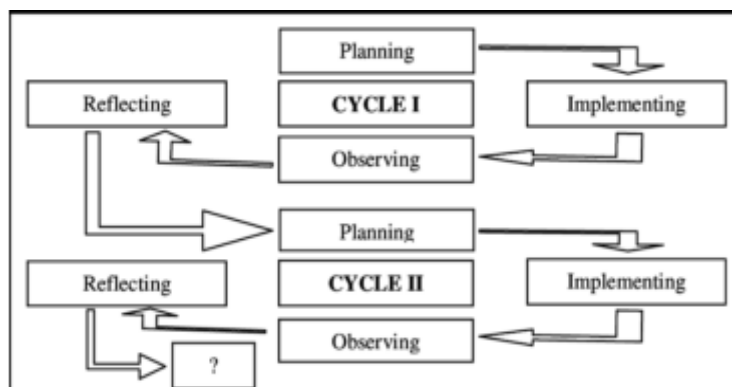 Planning
Reflecting
CYCLE I
Implementing
Observing
Planning
Reflecting
CYCLE II
Implementing
Observing
?